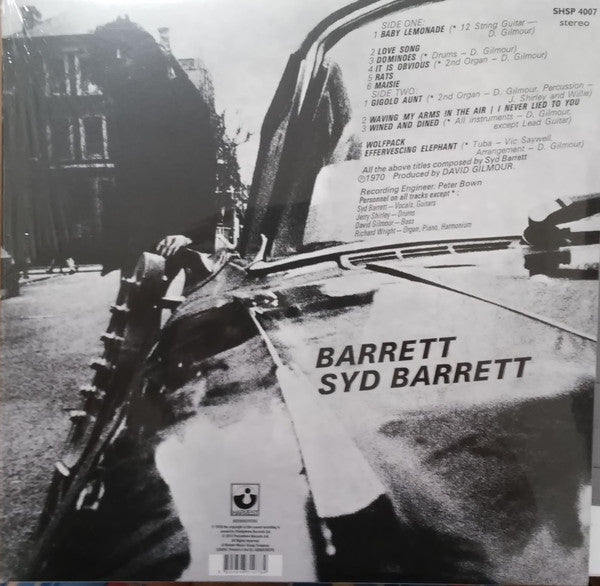 SHSP 4007
stereo
SIDE ONE:
1 BABY LEMONADE (* 12 String Guitar —
D. Gilmour)
2 LOVE SONG
3 DOMINOES (* Drums — D. Gilmour)
4 IT IS OBVIOUS (* 2nd Organ — D. Gilmour)
5 RATS
6 MAISIE
SIDE TWO:
1 GIGOLO AUNT (* 2nd Organ — D. Gilmour, Percussion —
J. Shirley and Willie)
2 WAVING MY ARMS IN THE AIR | I NEVER LIED TO YOU
3 WINED AND DINED (* All instruments — D. Gilmour,
except Lead Guitar)
4 WOLFPACK
EFFERVESCING ELEPHANT (* Tuba — Vic Saywell,
Arrangement — D. Gilmour)
All the above titles composed by Syd Barrett
℗1970 Produced by DAVID GILMOUR.
Recording Engineer: Peter Bown
Personnel on all tracks except * :
Syd Barrett — Vocals, Guitars
Jerry Shirley — Drums
David Gilmour — Bass
Richard Wright — Organ, Piano, Harmonium
BARRETT
SYD BARRETT
HARVEST